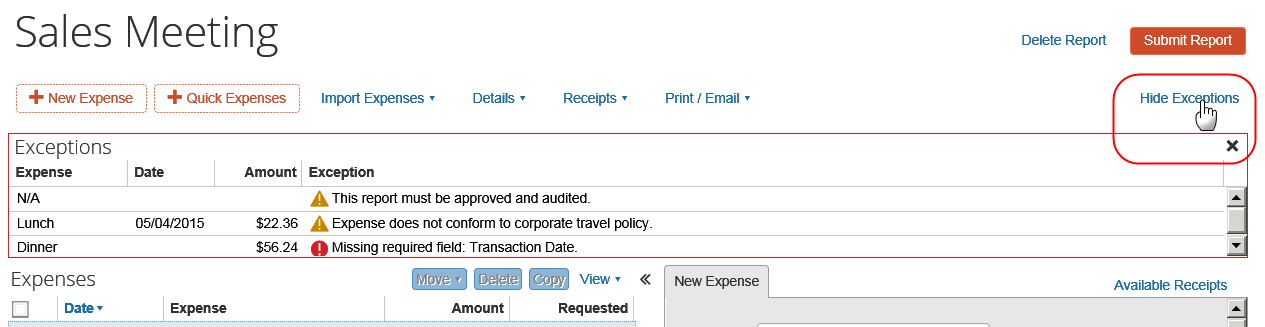 Sales Meeting
Delete Report Submit Report
New Expense Quick Expenses Import Expenses Details Receipts Print / Email Hide Exceptions
Exceptions
Expense Date Amount Exception
N/A This report must be approved and audited.
Lunch 05/04/2015 $22.36 Expense does not conform to corporate travel policy.
Dinner $56.24 Missing required field: Transaction Date.
Expenses Move Delete Copy View New Expense Available Receipts
Date Expense Amount Requested